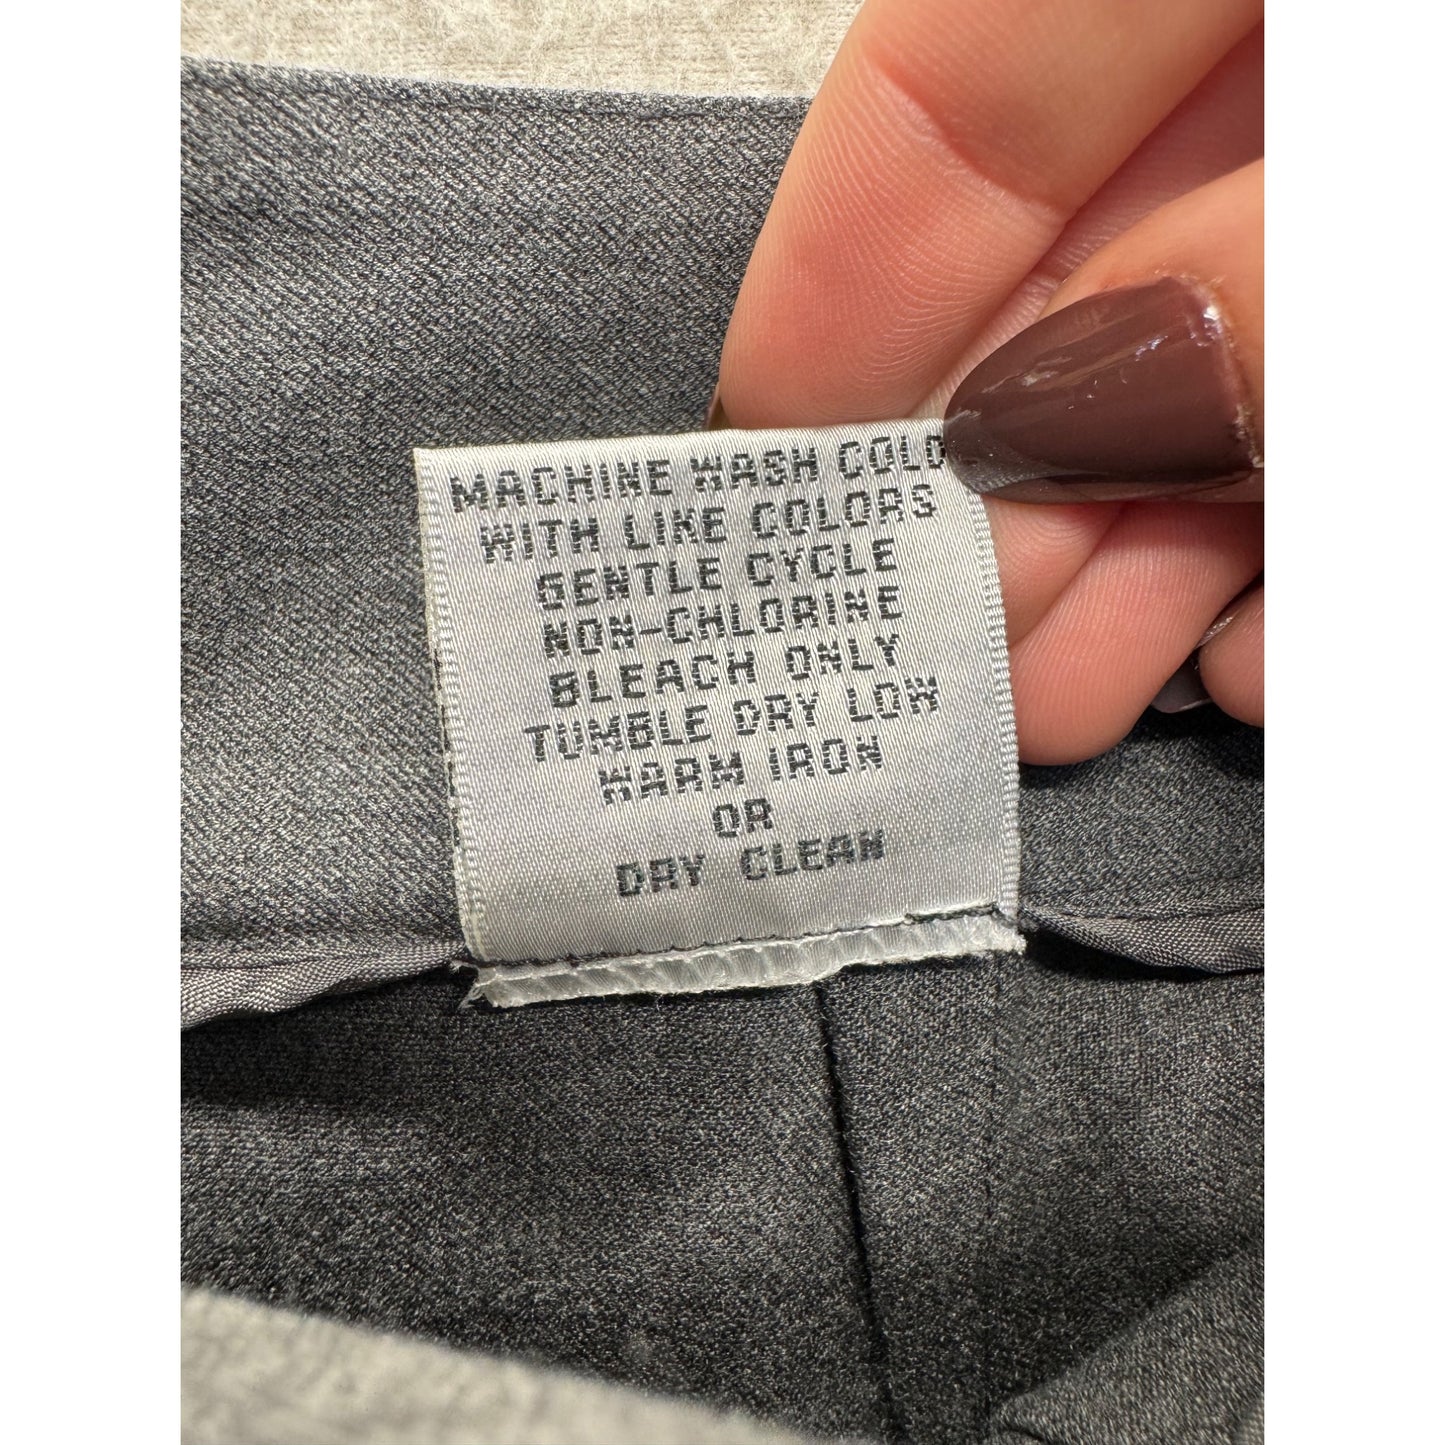 MACHINE WASH COLD
WITH LIKE COLORS
GENTLE CYCLE
NON-CHLORINE
BLEACH ONLY
TUMBLE DRY LOW
WARM IRON
OR
DRY CLEAN